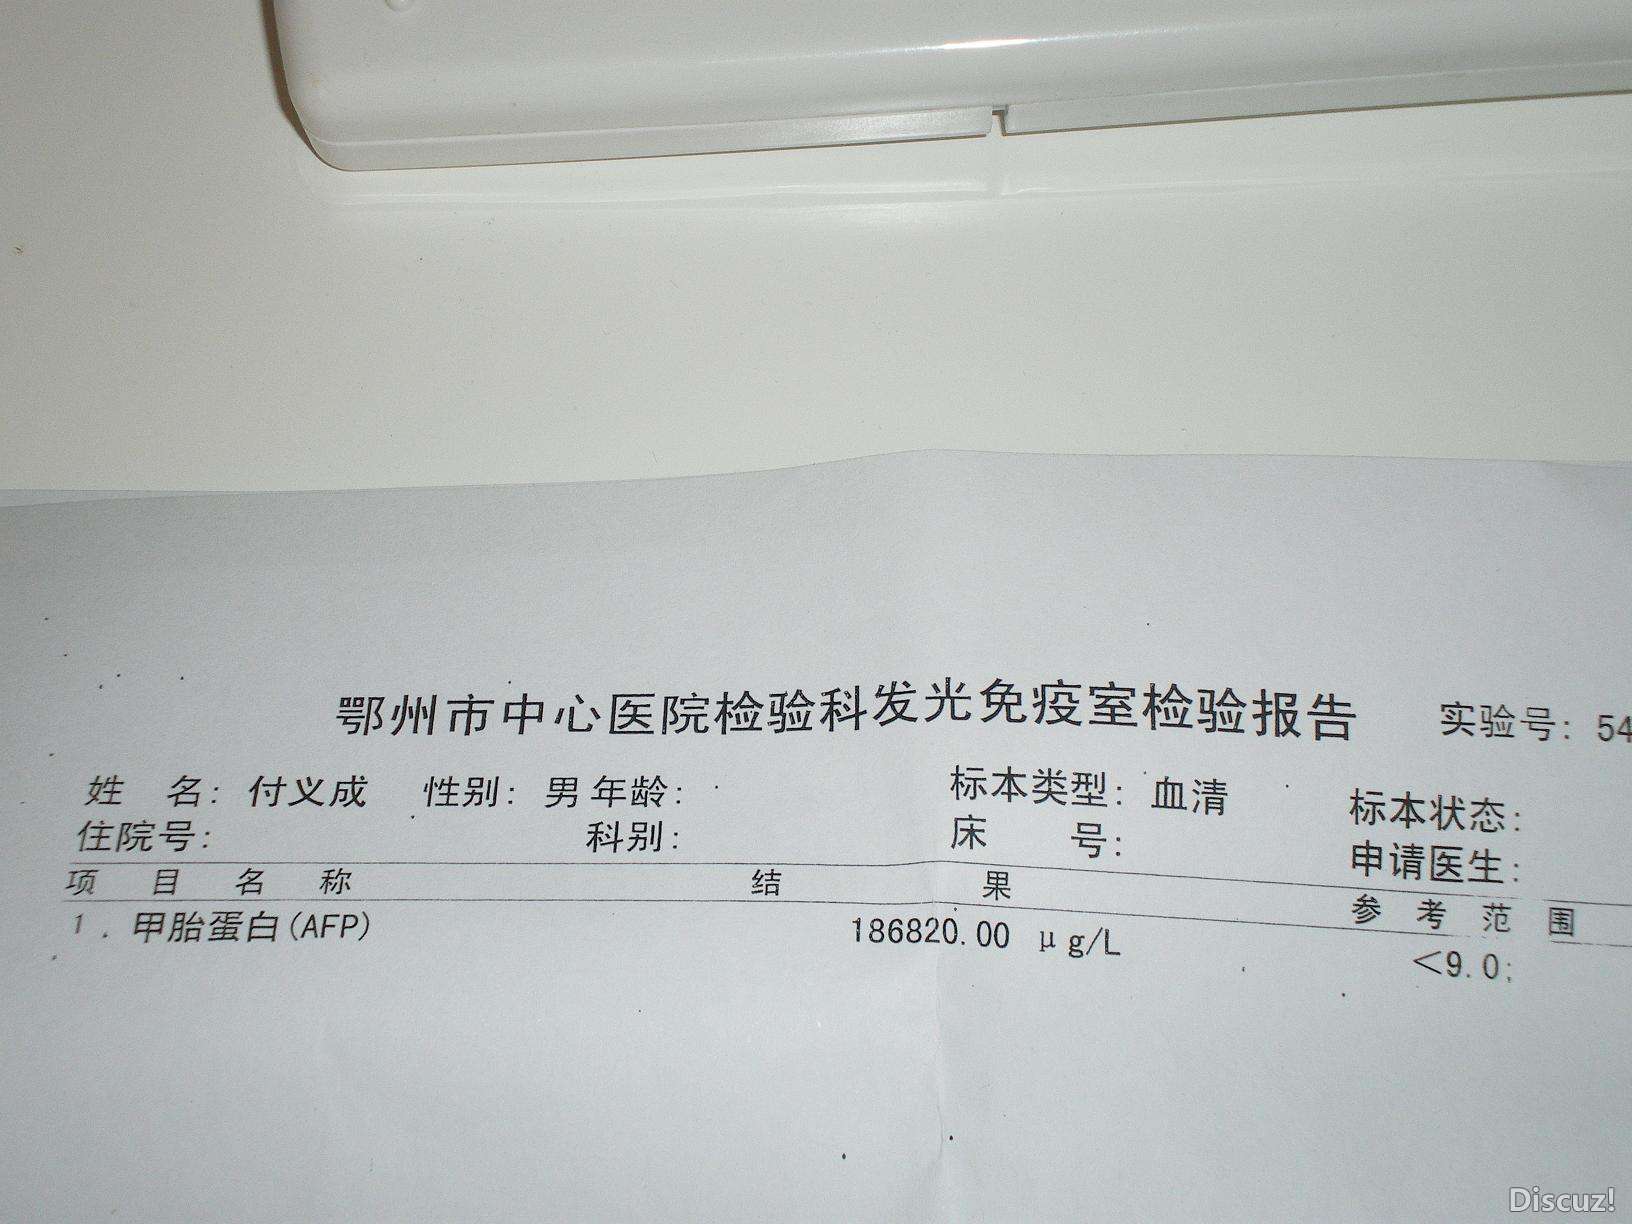 鄂州市中心医院检验科发光免疫室检验报告 实验号: 54
姓 名: 付义成 性别: 男 年龄: 标本类型: 血清 标本状态:
住院号: 科别: 床 号: 申请医生:
项 目 名 称 结 果 参 考 范 围
1. 甲胎蛋白(AFP) 186820.00 μg/L <9.0;
Discuz!